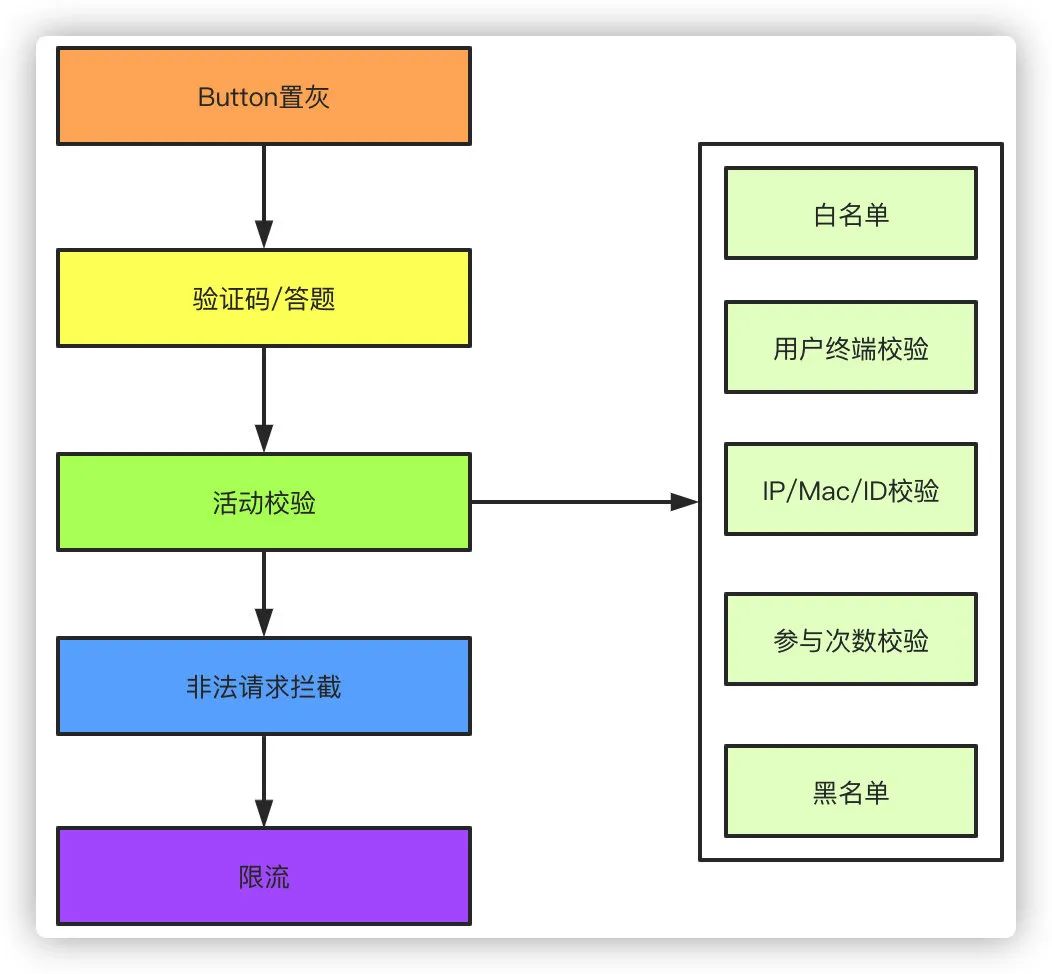 Button置灰
验证码/答题
活动校验
非法请求拦截
限流
白名单
用户终端校验
IP/Mac/ID校验
参与次数校验
黑名单